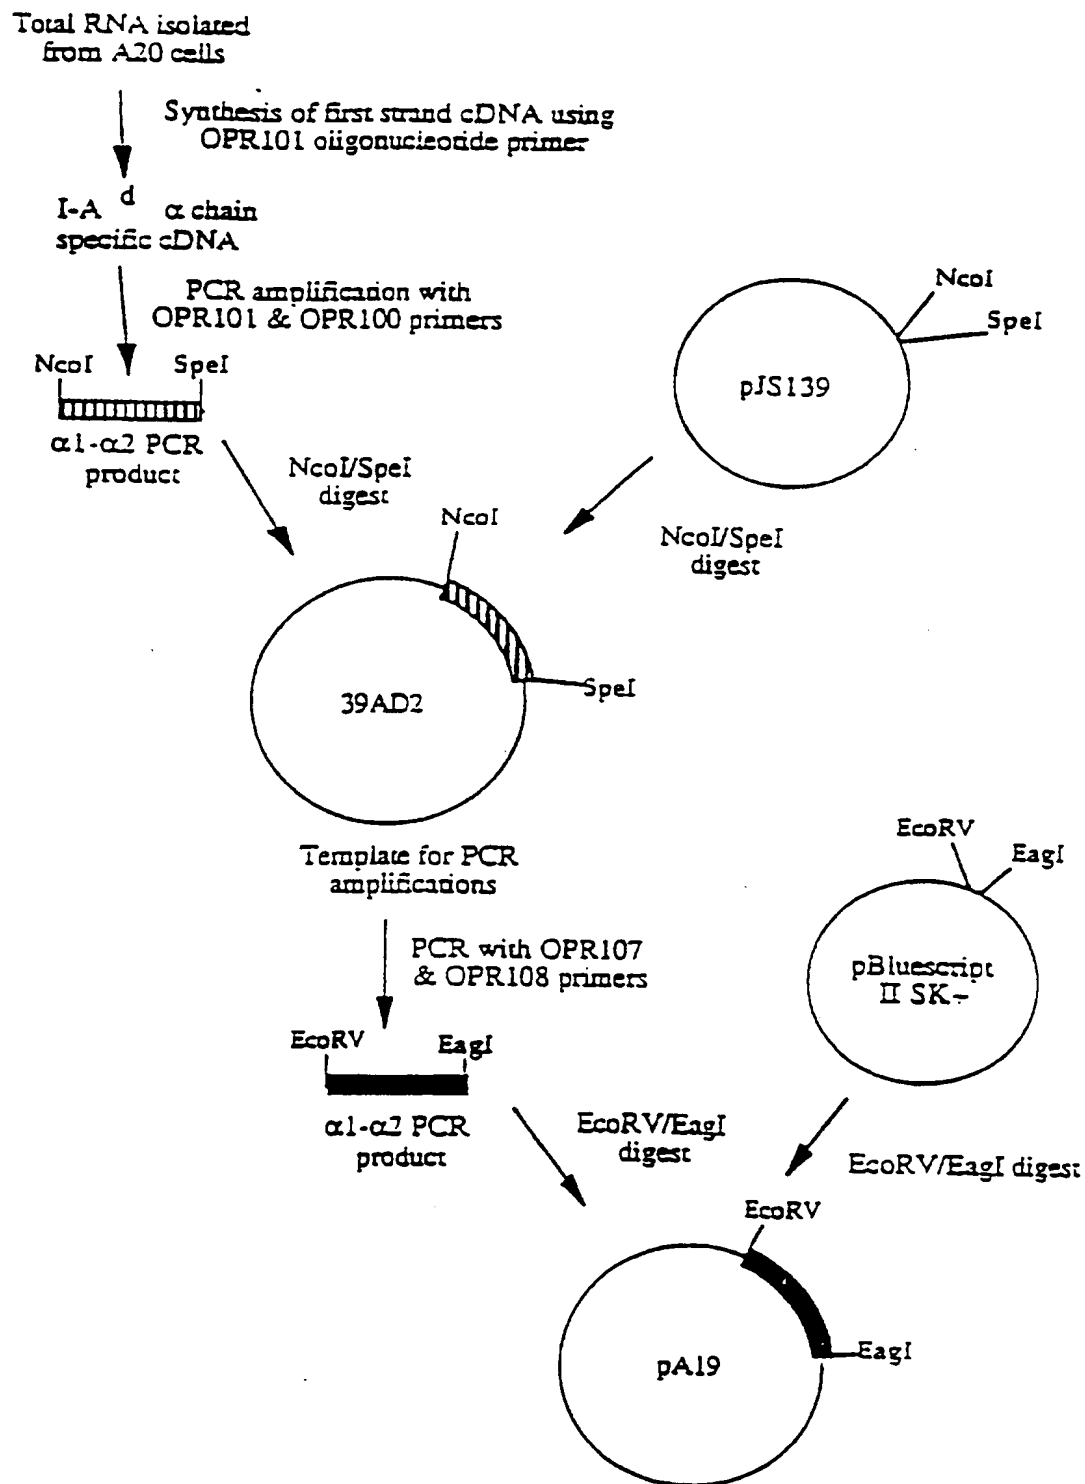 Total RNA isolated
from A20 cells
Synthesis of first strand cDNA using
OPR101 oligonucleotide primer
I-A d α chain
specific cDNA
PCR amplification with
OPR101 & OPR100 primers
NcoI SpeI
α1-α2 PCR
product
NcoI/SpeI
digest
NcoI
SpeI
pJS139
NcoI/SpeI
digest
NcoI
SpeI
39AD2
Template for PCR
amplifications
PCR with OPR107
& OPR108 primers
EcoRV EagI
α1-α2 PCR
product
EcoRV/EagI
digest
EcoRV
EagI
pBluescript
II SK-
EcoRV/EagI digest
EcoRV
EagI
pA19